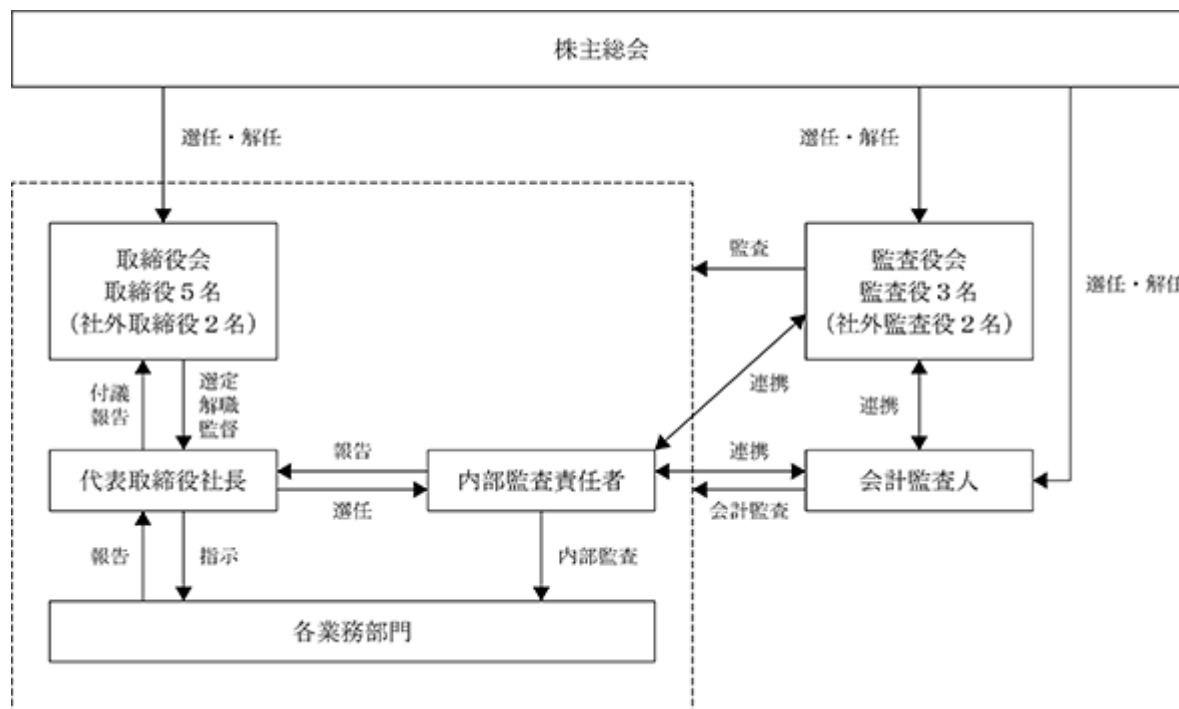 株主総会
選任・解任
選任・解任
選任・解任
取締役会
取締役5名
（社外取締役2名）
監査
監査役会
監査役3名
（社外監査役2名）
付議
報告
選定
解職
監督
連携
連携
代表取締役社長
報告
選任
内部監査責任者
連携
会計監査
会計監査人
報告
指示
内部監査
各業務部門